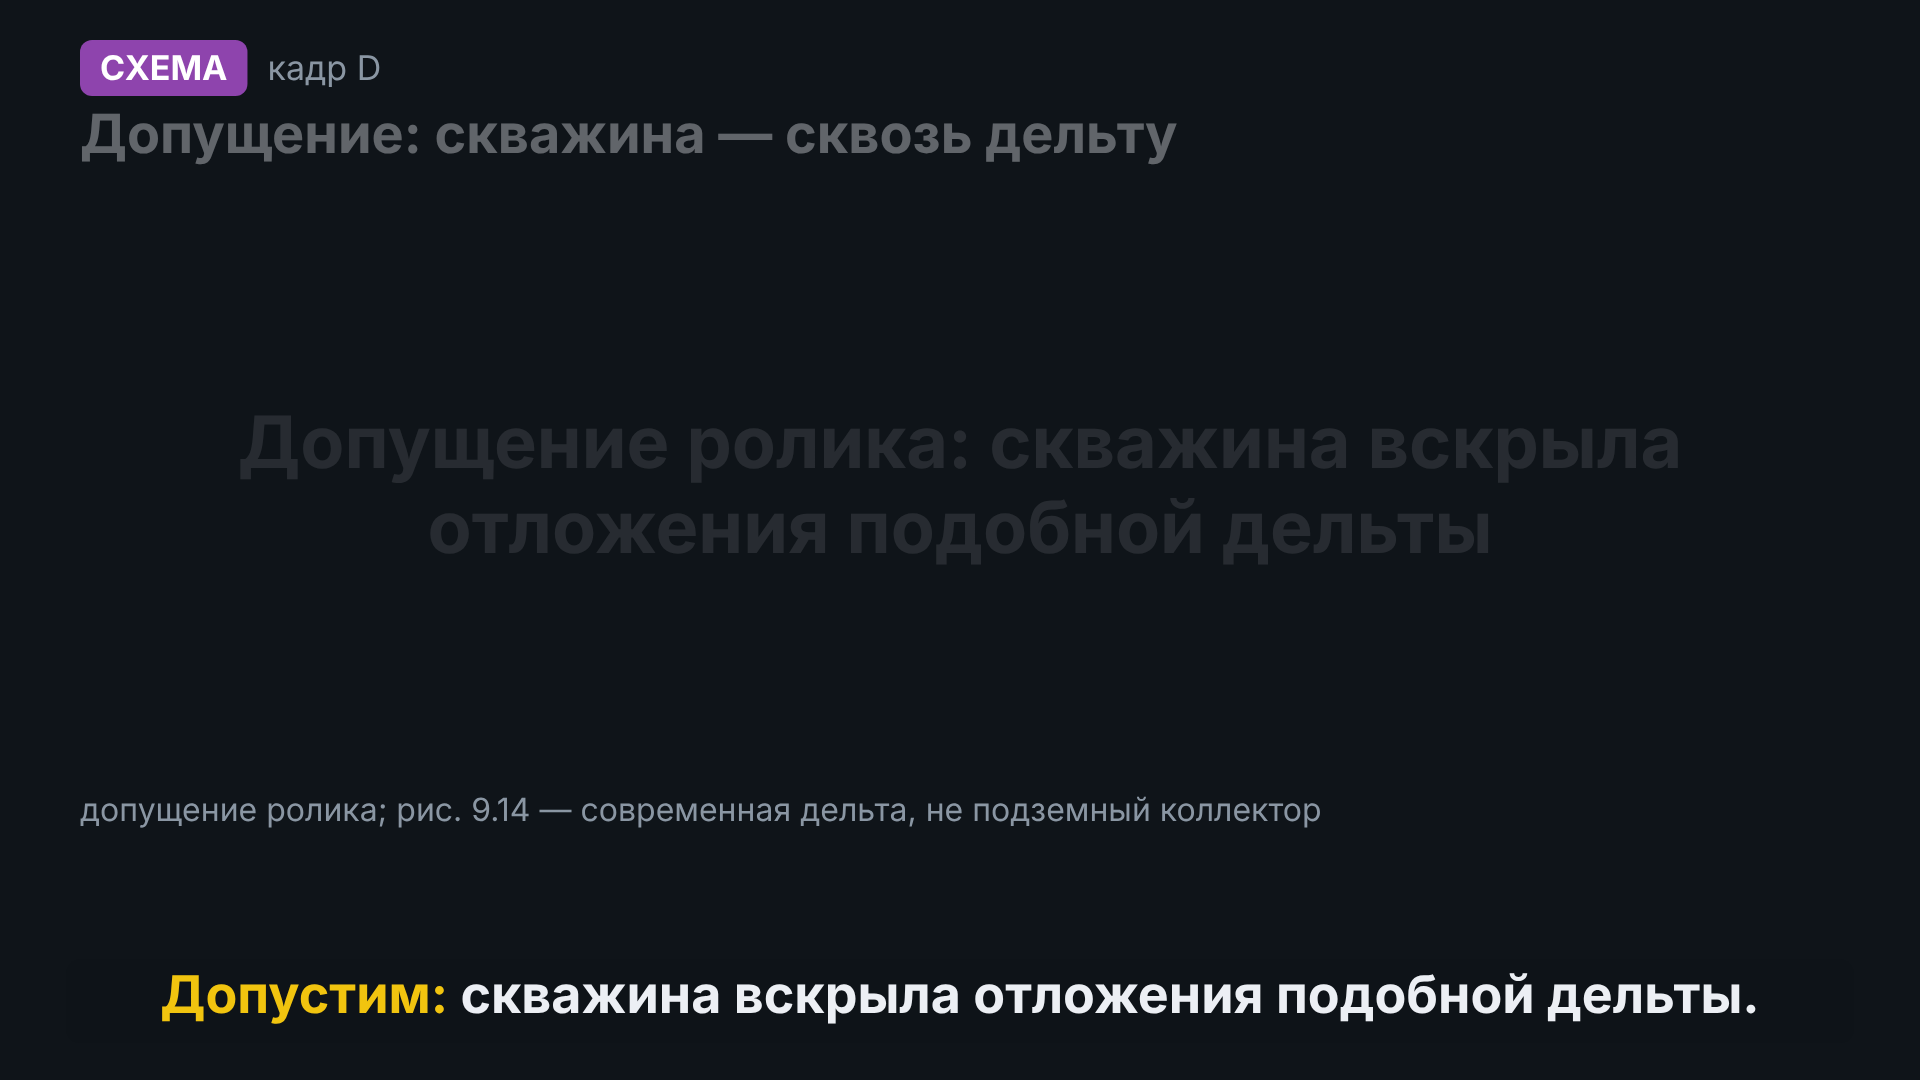 СХЕМА кадр D
Допущение: скважина — сквозь дельту
Допущение ролика: скважина вскрыла
отложения подобной дельты
допущение ролика; рис. 9.14 — современная дельта, не подземный коллектор
Допустим: скважина вскрыла отложения подобной дельты.